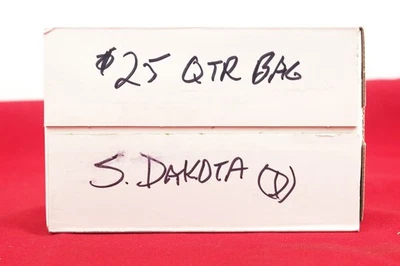 $25 QTR BAG
S. DAKOTA (D)